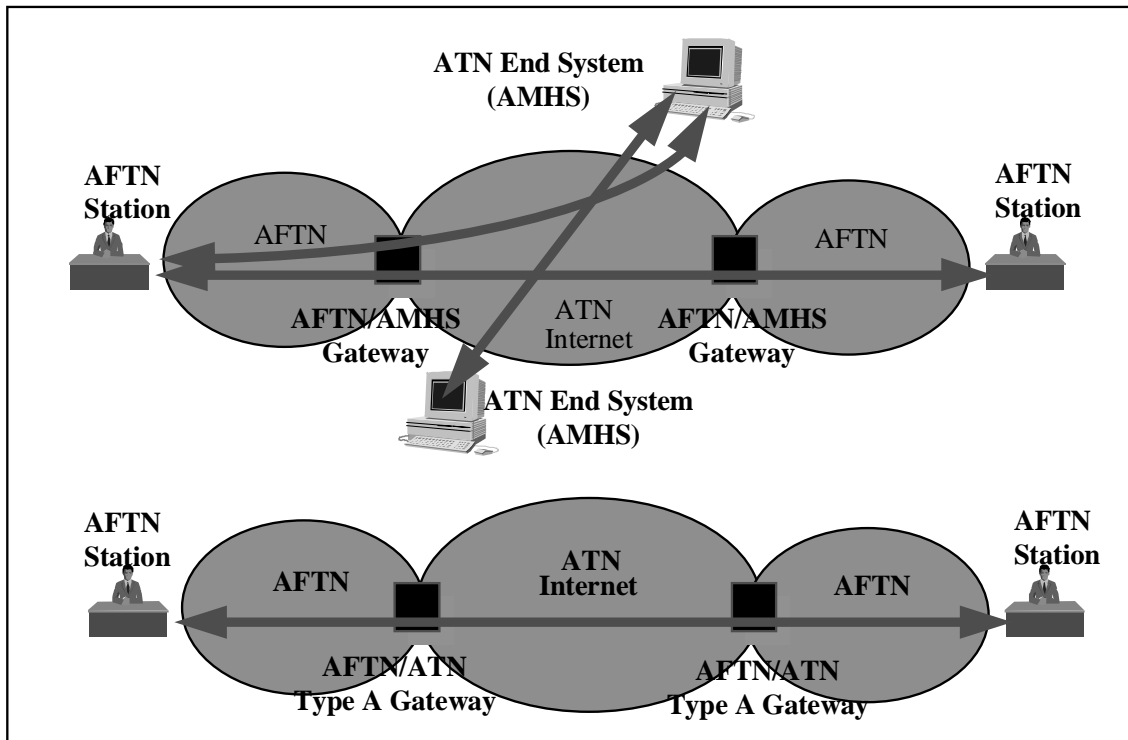 ATN End System
(AMHS)
AFTN
Station
AFTN
Station
AFTN
AFTN
ATN
Internet
AFTN/AMHS
Gateway
AFTN/AMHS
Gateway
ATN End System
(AMHS)
AFTN
Station
AFTN
Station
AFTN
ATN
Internet
AFTN
AFTN/ATN
Type A Gateway
AFTN/ATN
Type A Gateway